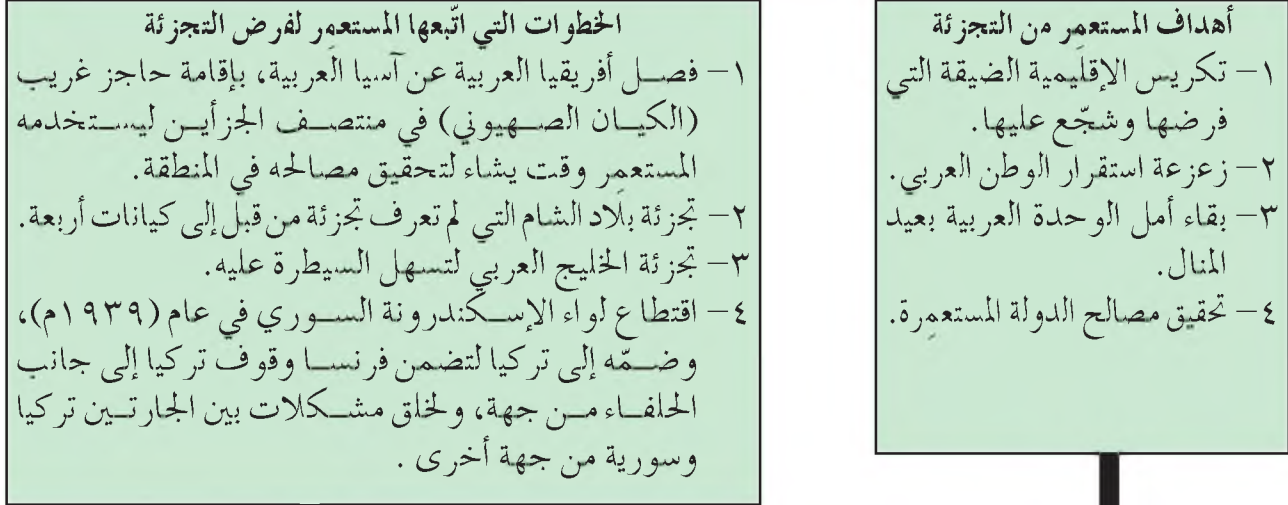 أهداف المستعمِر من التجزئة
١– تكريس الإقليمية الضيقة التي
فرضها وشجّع عليها.
٢– زعزعة استقرار الوطن العربي.
٣– بقاء أمل الوحدة العربية بعيد
المنال.
٤– تحقيق مصالح الدولة المستعمِرة.
الخطوات التي اتّبعها المستعمِر لفرض التجزئة
١– فصل أفريقيا العربية عن آسيا العربية، بإقامة حاجز غريب
(الكيان الصهيوني) في منتصف الجزأين ليستخدمه
المستعمر وقت يشاء لتحقيق مصالحه في المنطقة.
٢– تجزئة بلاد الشام التي لم تعرف تجزئة من قبل إلى كيانات أربعة.
٣– تجزئة الخليج العربي لتسهل السيطرة عليه.
٤– اقتطاع لواء الإسكندرونة السوري في عام (١٩٣٩م)،
وضمّه إلى تركيا لتضمن فرنسا وقوف تركيا إلى جانب
الحلفاء من جهة، ولخلق مشكلات بين الجارتين تركيا
وسورية من جهة أخرى .